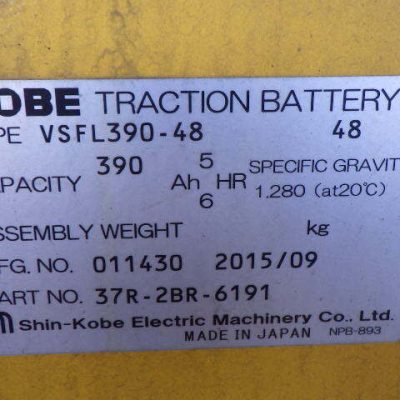 OBE TRACTION BATTERY
PE VSFL390-48 48
APACITY 390 Ah 5 HR SPECIFIC GRAVIT
6 1.280 (at20℃)
SSEMBLY WEIGHT kg
FG. NO. 011430 2015/09
ART NO. 37R-2BR-6191
Shin-Kobe Electric Machinery Co., Ltd.
MADE IN JAPAN NPB-893